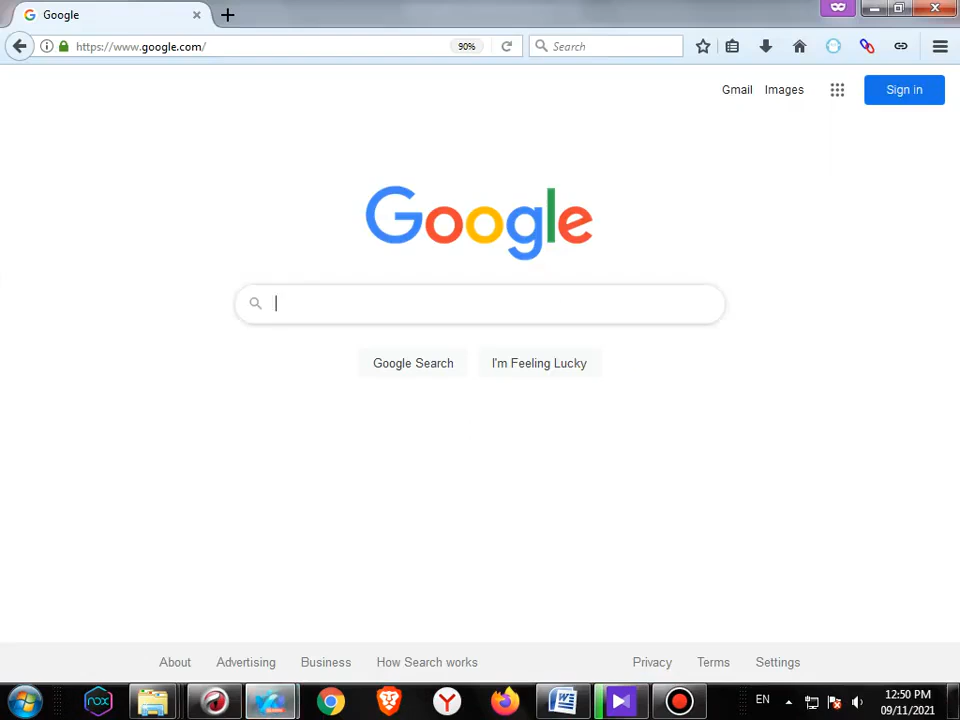 Google
https://www.google.com/
90%
Search
Gmail
Images
Sign in
Google
Google Search
I'm Feeling Lucky
About
Advertising
Business
How Search works
Privacy
Terms
Settings
nox
EN
12:50 PM
09/11/2021